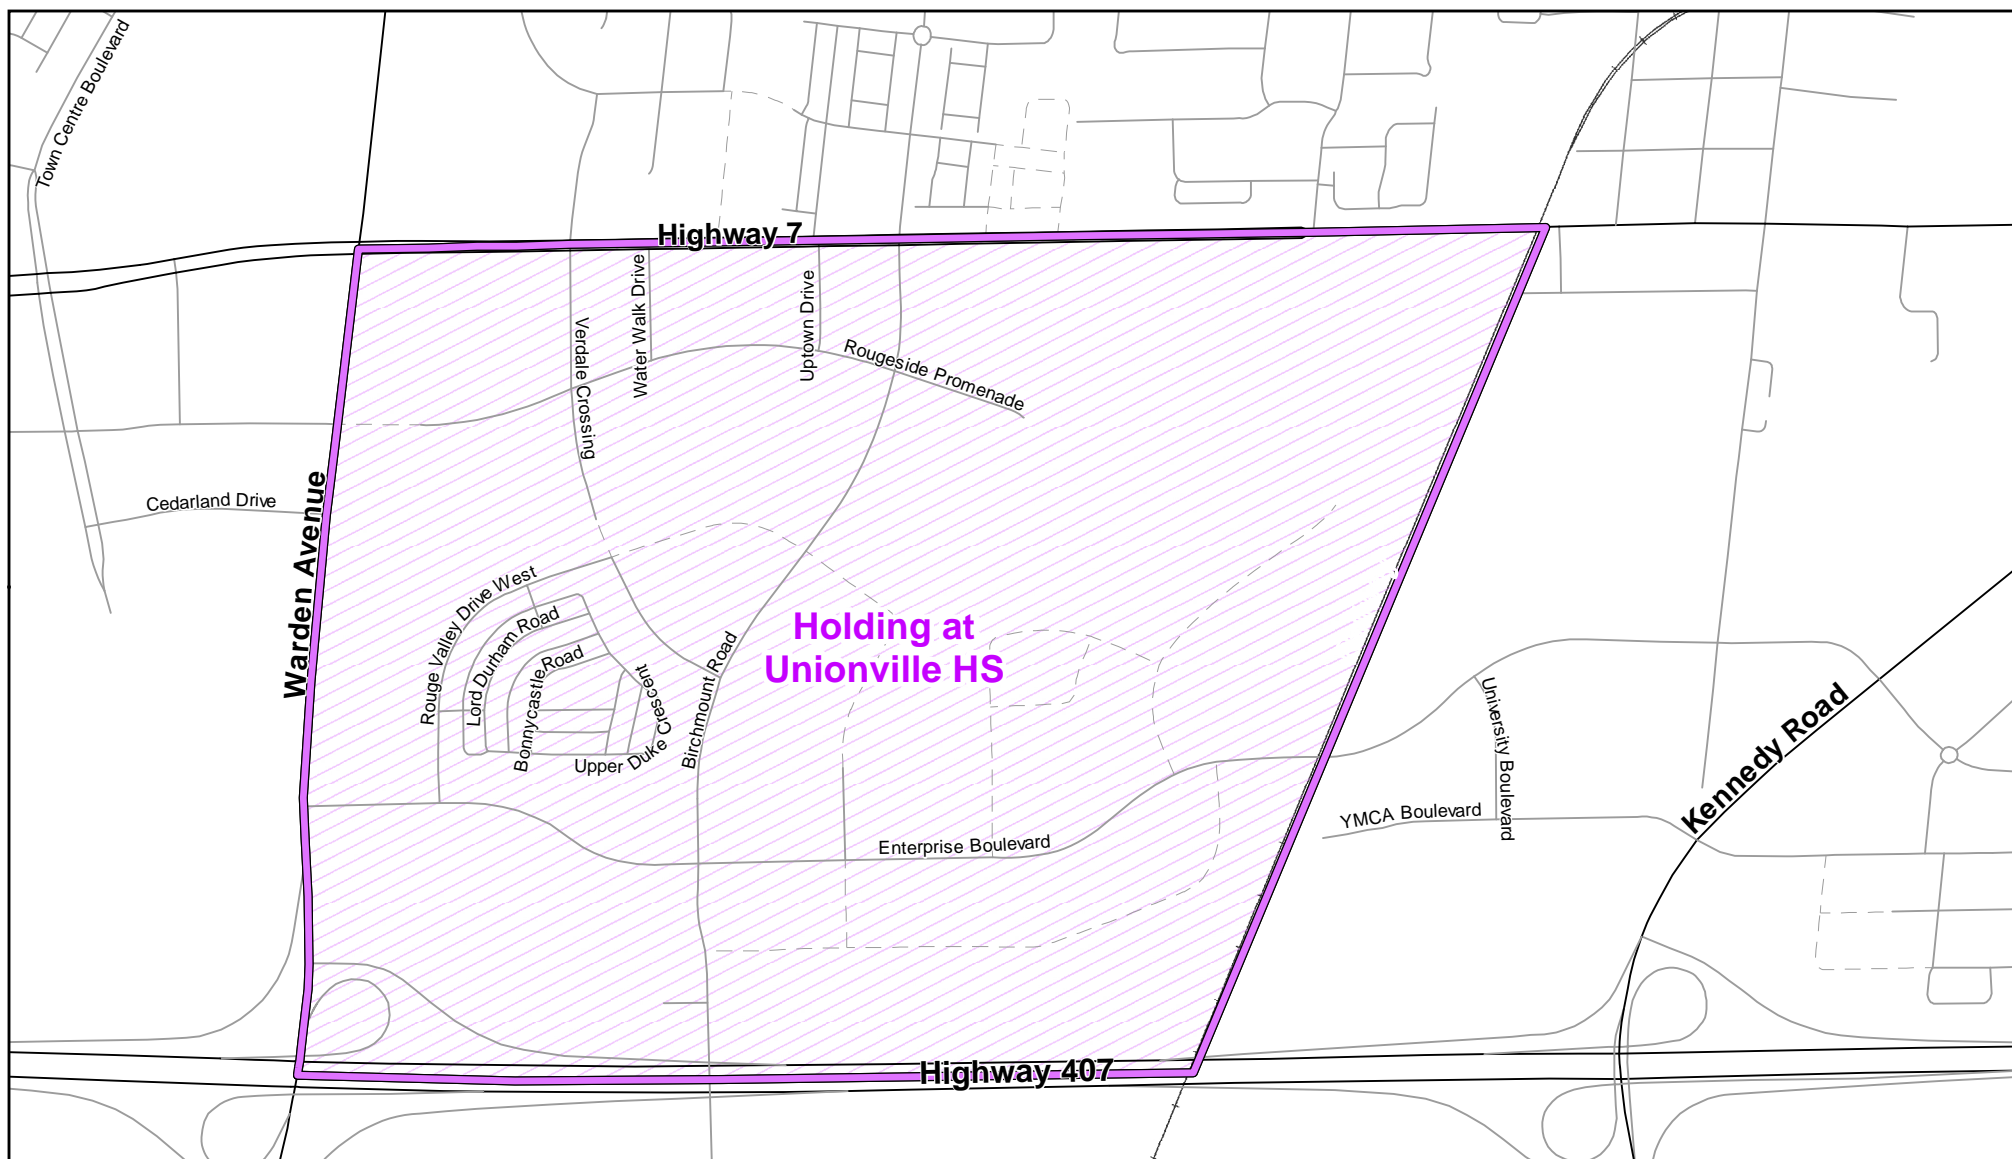 Town Centre Boulevard
Highway 7
Verdale Crossing
Water Walk Drive
Uptown Drive
Rougeside Promenade
Cedarland Drive
Warden Avenue
Rouge Valley Drive West
Lord Durham Road
Bonnycastle Road
Upper Duke Crescent
Birchmount Road
Holding at
Unionville HS
University Boulevard
Kennedy Road
YMCA Boulevard
Enterprise Boulevard
Highway 407